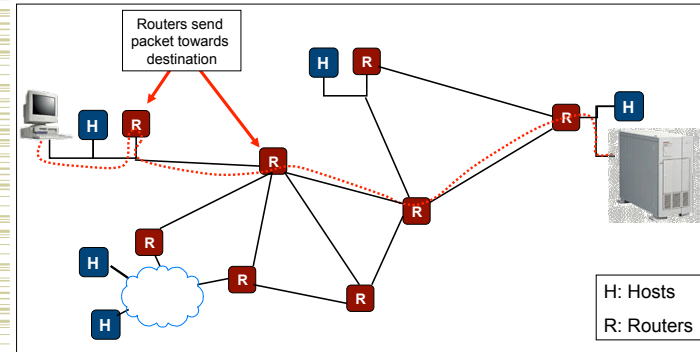 Routers send
packet towards
destination
H
R
R
H
H
R
R
R
R
H
R
R
H
H: Hosts
R: Routers